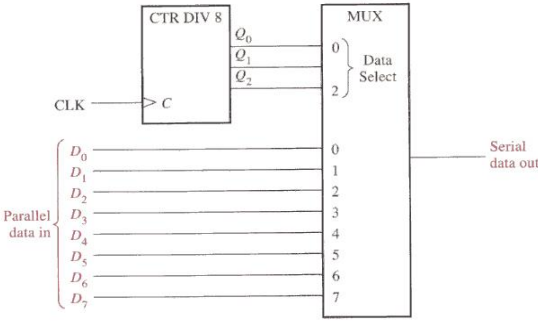 CTR DIV 8
MUX
Q0
Q1
Q2
0
2
Data
Select
CLK
C
D0
D1
D2
D3
D4
D5
D6
D7
Parallel
data in
0
1
2
3
4
5
6
7
Serial
data out